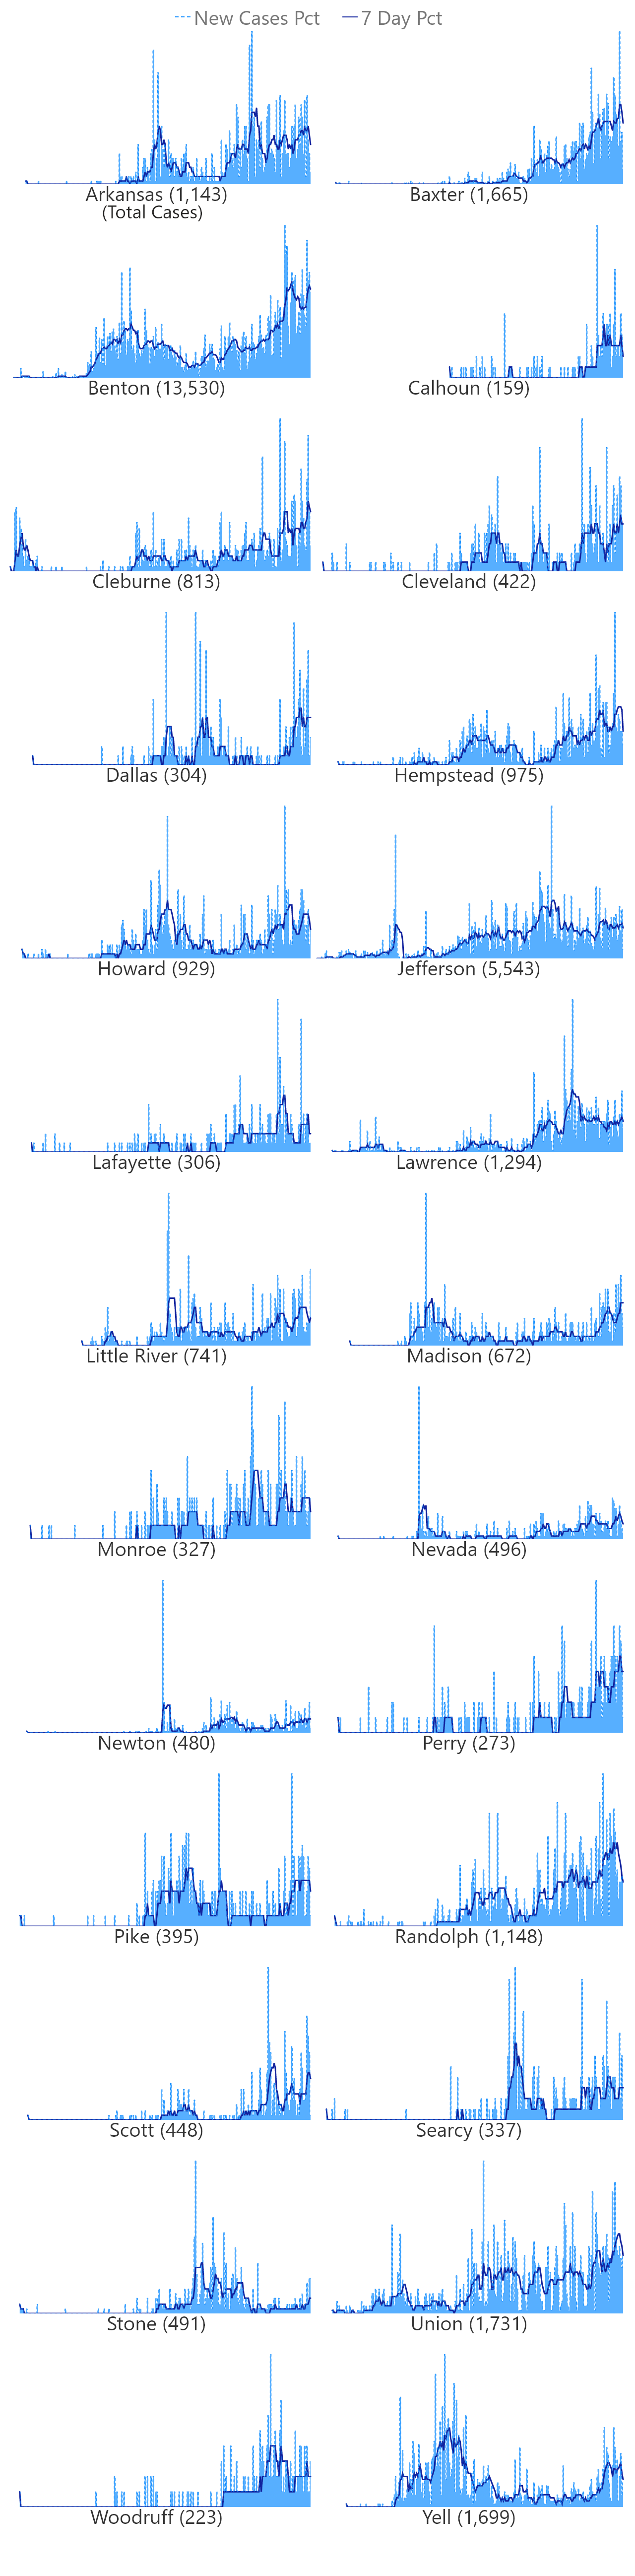 New Cases Pct 7 Day Pct
Arkansas (1,143) Baxter (1,665)
(Total Cases)
Benton (13,530) Calhoun (159)
Cleburne (813) Cleveland (422)
Dallas (304) Hempstead (975)
Howard (929) Jefferson (5,543)
Lafayette (306) Lawrence (1,294)
Little River (741) Madison (672)
Monroe (327) Nevada (496)
Newton (480) Perry (273)
Pike (395) Randolph (1,148)
Scott (448) Searcy (337)
Stone (491) Union (1,731)
Woodruff (223) Yell (1,699)